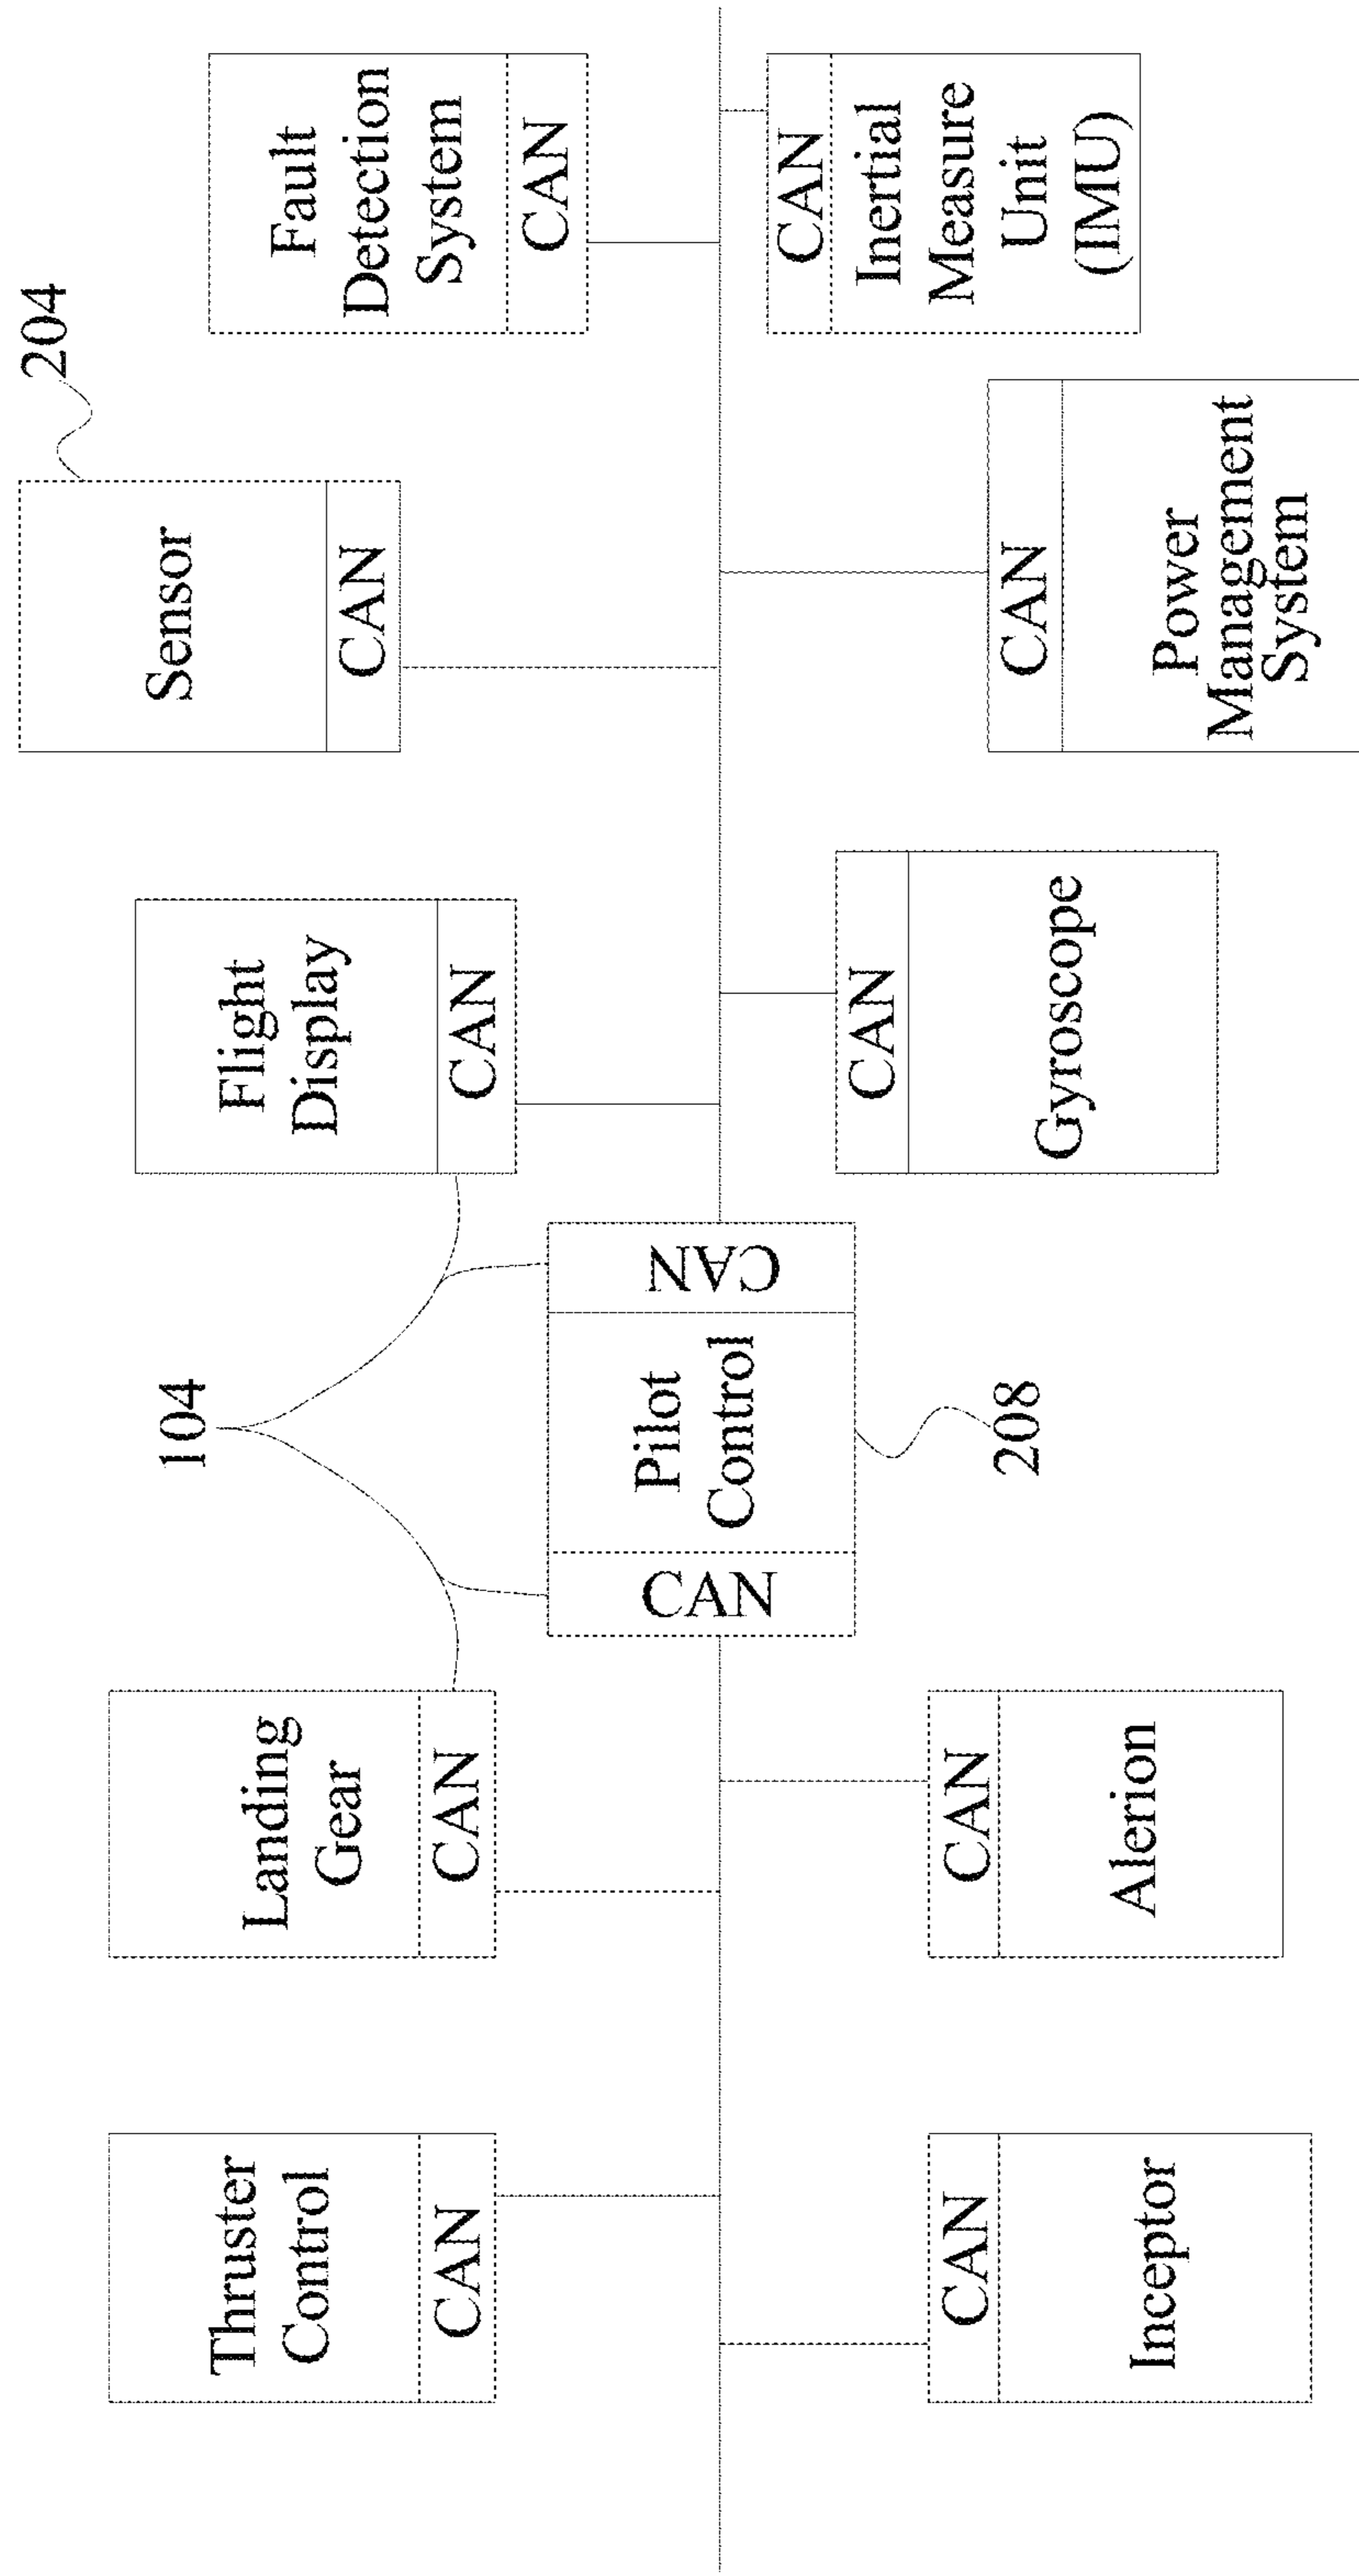 Thruster
Control
CAN
Landing
Gear
CAN
104
Flight
Display
CAN
Sensor
CAN
204
Fault
Detection
System
CAN
CAN
Pilot
Control
CAN
208
CAN
Inceptor
CAN
Alerion
CAN
Gyroscope
CAN
Power
Management
System
CAN
Inertial
Measure
Unit
(IMU)